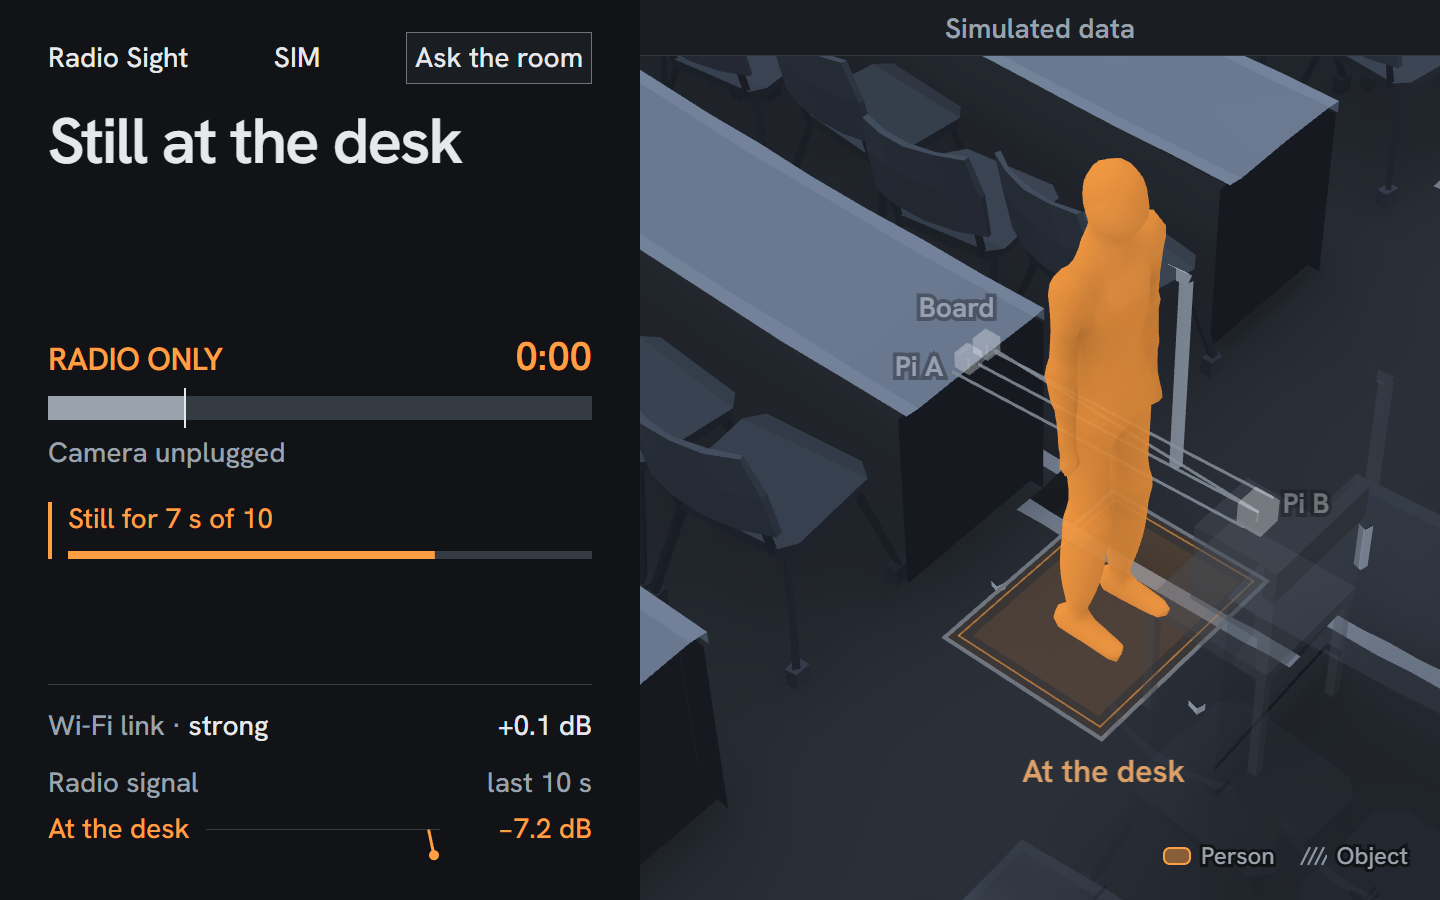 Radio Sight
SIM
Ask the room
Still at the desk
RADIO ONLY
0:00
Camera unplugged
Still for 7 s of 10
Wi-Fi link · strong
+0.1 dB
Radio signal
last 10 s
At the desk
−7.2 dB
Simulated data
Board
Pi A
Pi B
At the desk
Person
Object